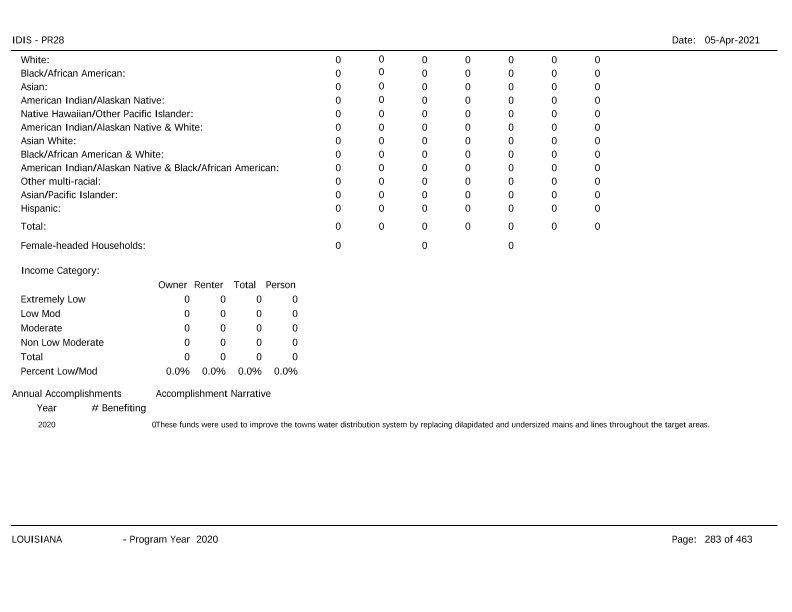 IDIS - PR28 Date: 05-Apr-2021
White: 0 0 0 0 0 0 0
Black/African American: 0 0 0 0 0 0 0
Asian: 0 0 0 0 0 0 0
American Indian/Alaskan Native: 0 0 0 0 0 0 0
Native Hawaiian/Other Pacific Islander: 0 0 0 0 0 0 0
American Indian/Alaskan Native & White: 0 0 0 0 0 0 0
Asian White: 0 0 0 0 0 0 0
Black/African American & White: 0 0 0 0 0 0 0
American Indian/Alaskan Native & Black/African American: 0 0 0 0 0 0 0
Other multi-racial: 0 0 0 0 0 0 0
Asian/Pacific Islander: 0 0 0 0 0 0 0
Hispanic: 0 0 0 0 0 0 0
Total: 0 0 0 0 0 0 0
Female-headed Households: 0 0 0
Income Category:
Owner Renter Total Person
Extremely Low 0 0 0 0
Low Mod 0 0 0 0
Moderate 0 0 0 0
Non Low Moderate 0 0 0 0
Total 0 0 0 0
Percent Low/Mod 0.0% 0.0% 0.0% 0.0%
Annual Accomplishments Accomplishment Narrative
Year # Benefiting
2020 0These funds were used to improve the towns water distribution system by replacing dilapidated and undersized mains and lines throughout the target areas.
LOUISIANA - Program Year 2020 Page: 283 of 463